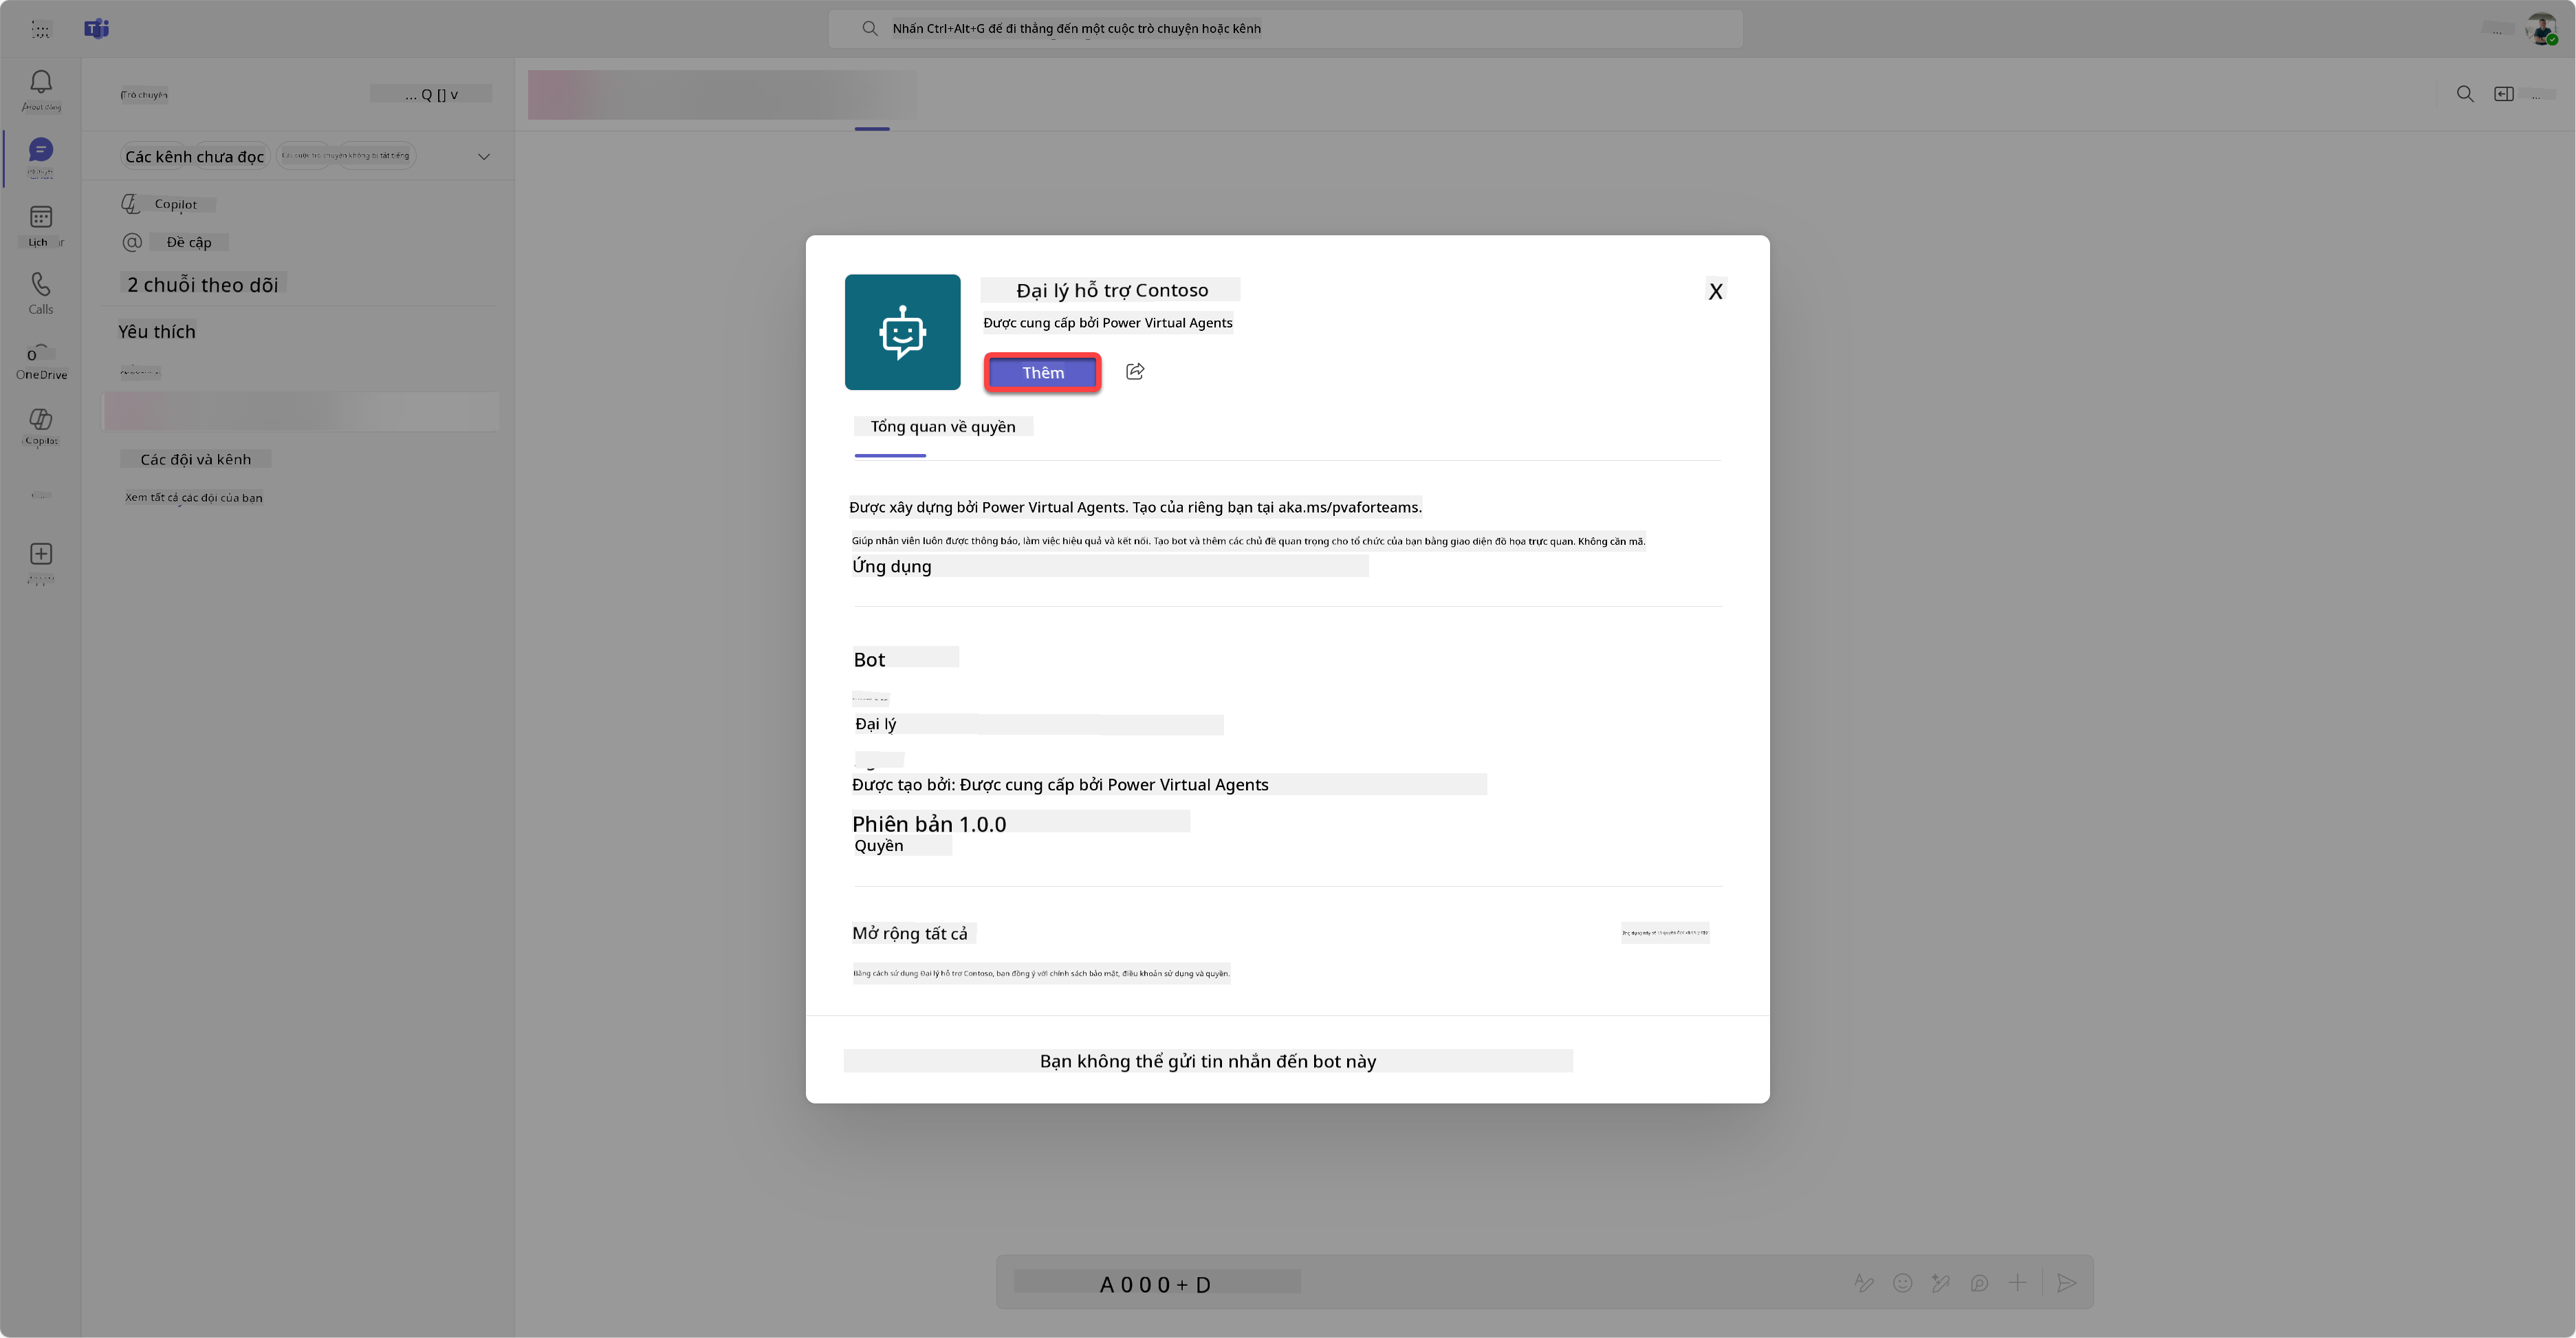 Nhấn Ctrl+Alt+G để đi thẳng đến một cuộc trò chuyện hoặc kênh
...
Trò chuyện
... Q [] v
...
Các kênh chưa đọc
Copilot
Lịch
Đề cập
2 chuỗi theo dõi
Calls
Yêu thích
O
OneDrive
Copilot
Các đội và kênh
Xem tất cả các đội của bạn
Đại lý hỗ trợ Contoso
X
Được cung cấp bởi Power Virtual Agents
Thêm
Tổng quan về quyền
Được xây dựng bởi Power Virtual Agents. Tạo của riêng bạn tại aka.ms/pvaforteams.
Giúp nhân viên luôn được thông báo, làm việc hiệu quả và kết nối. Tạo bot và thêm các chủ đề quan trọng cho tổ chức của bạn bằng giao diện đồ họa trực quan. Không cần mã.
Ứng dụng
Bot
Đại lý
Được tạo bởi: Được cung cấp bởi Power Virtual Agents
Phiên bản 1.0.0
Quyền
Mở rộng tất cả
Bằng cách sử dụng Đại lý hỗ trợ Contoso, bạn đồng ý với chính sách bảo mật, điều khoản sử dụng và quyền.
Bạn không thể gửi tin nhắn đến bot này
A 0 0 0 + D